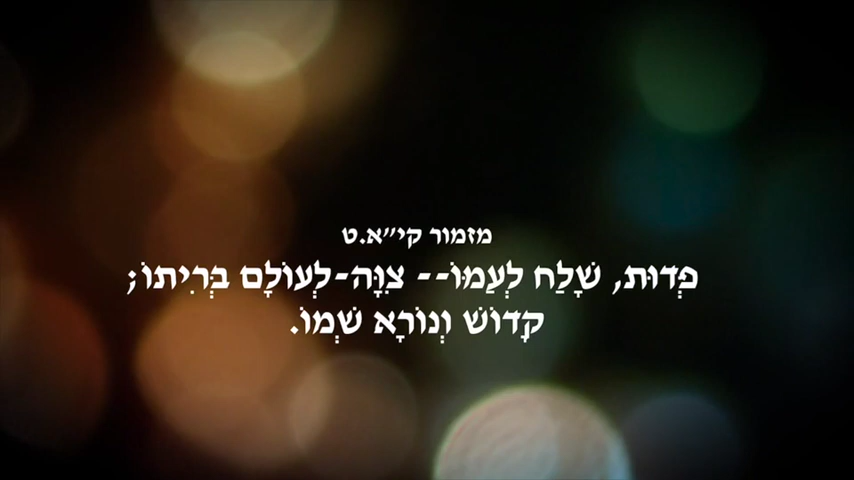 מזמור קי״א.ט
פְּדוּת, שָׁלַח לְעַמּוֹ-- צִוָּה-לְעוֹלָם בְּרִיתוֹ;
קָדוֹשׁ וְנוֹרָא שְׁמוֹ.